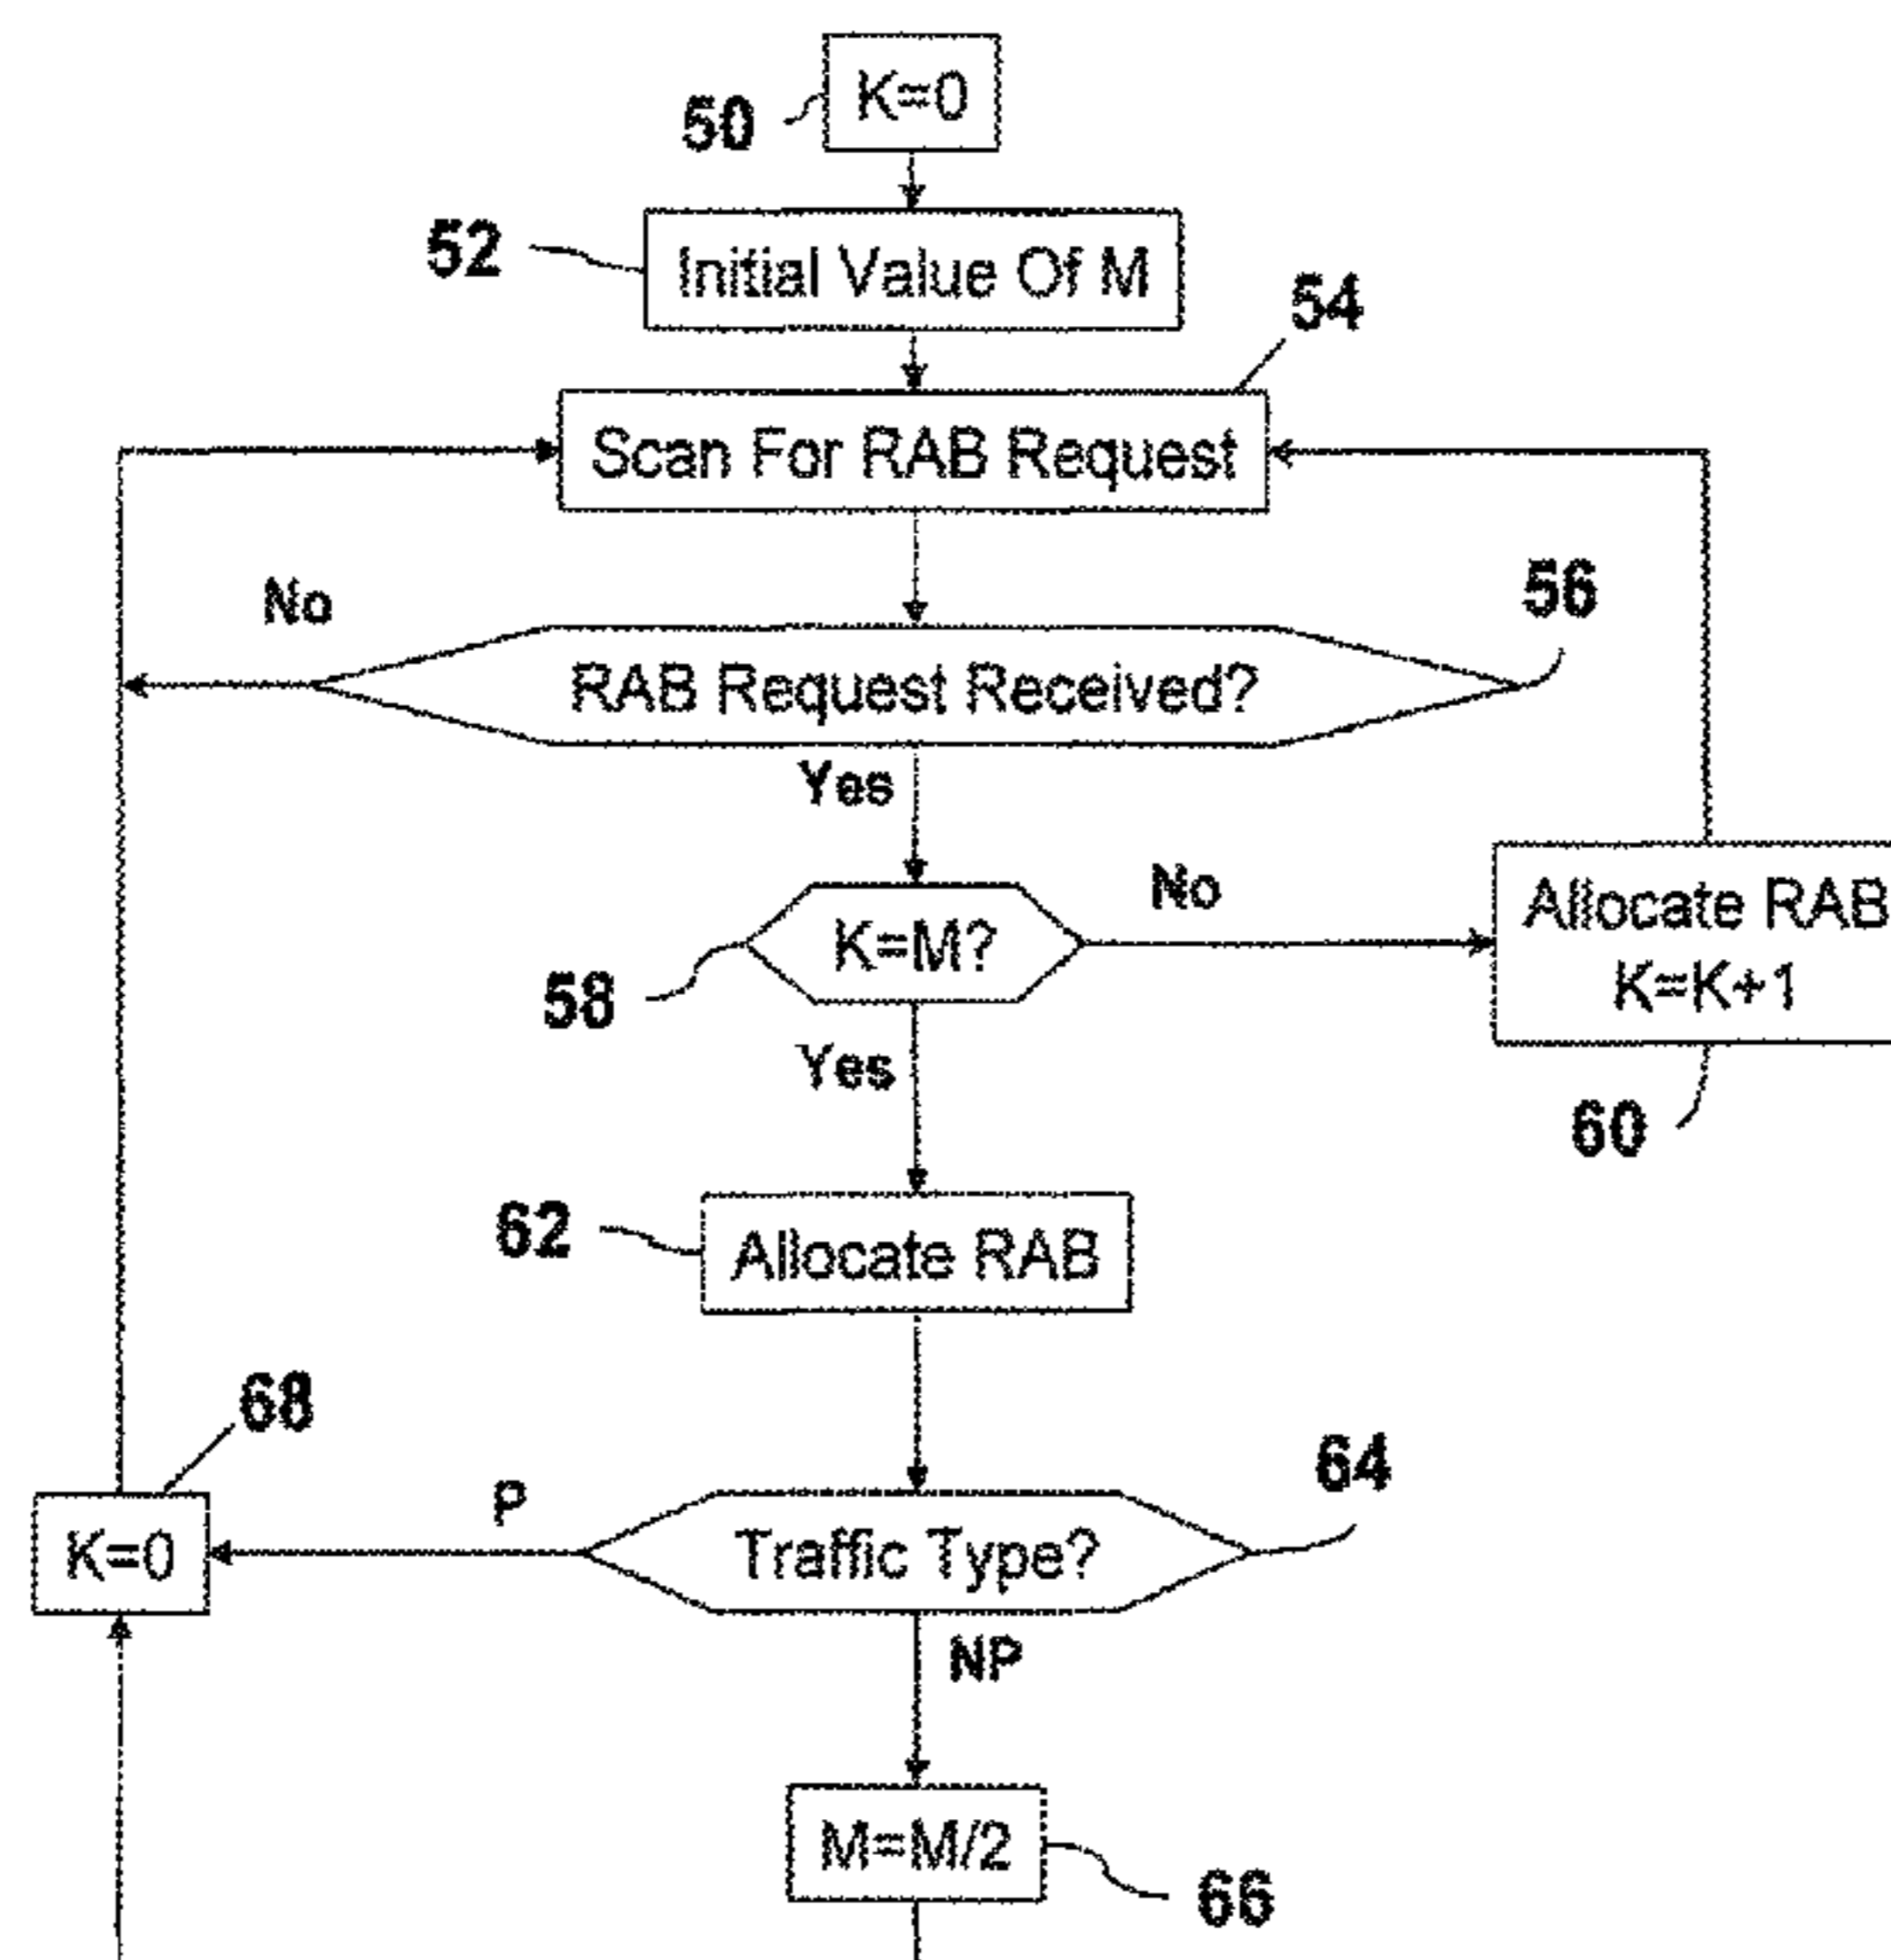 K=0
50
52
Initial Value Of M
54
Scan For RAB Request
No
56
RAB Request Received?
Yes
No
K=M?
58
Allocate RAB
K=K+1
Yes
60
62
Allocate RAB
68
64
P
K=0
Traffic Type?
NP
M=M/2
66